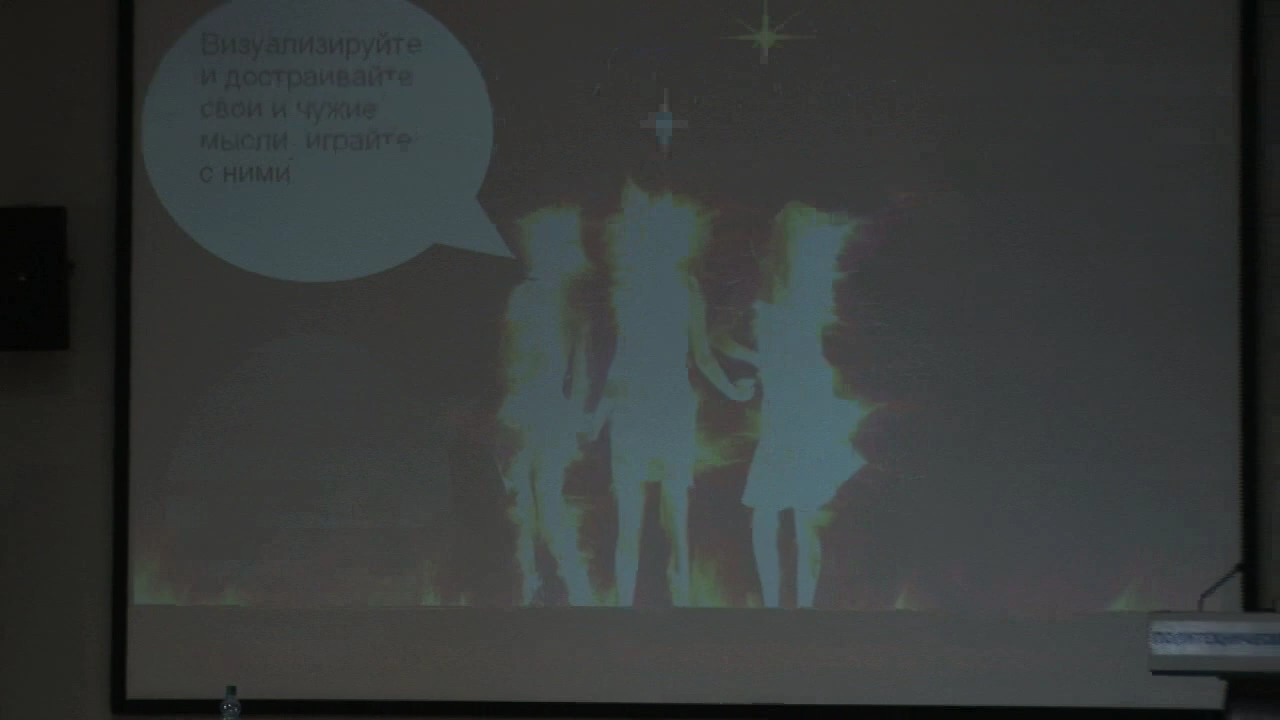 Визуализируйте
и достраивайте
свои и чужие
мысли играйте
с ними